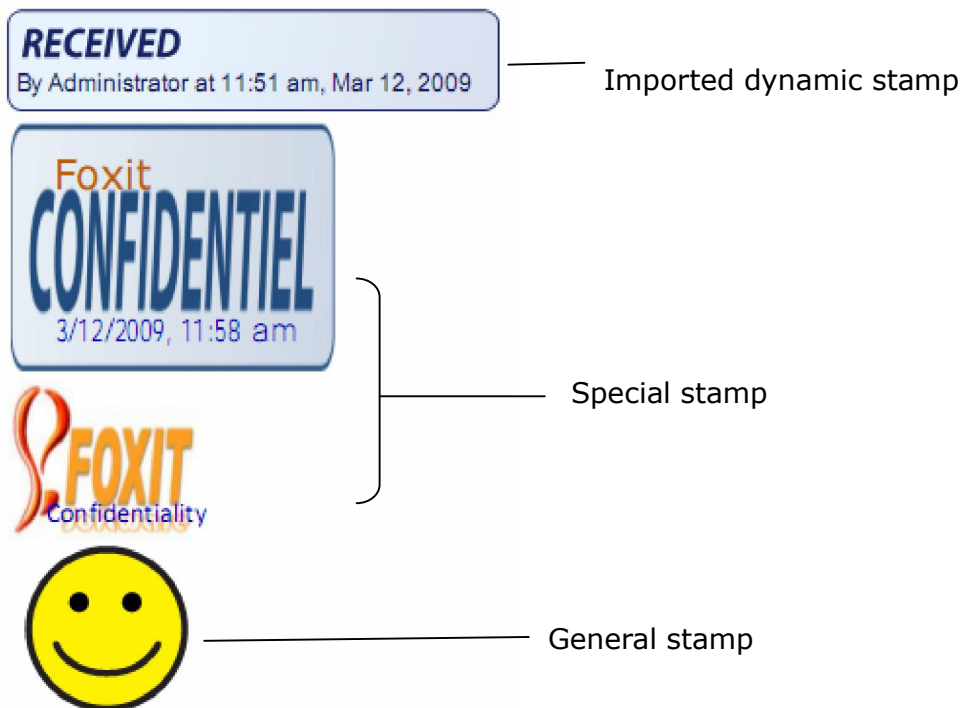 RECEIVED
By Administrator at 11:51 am, Mar 12, 2009
Imported dynamic stamp
Foxit
CONFIDENTIEL
3/12/2009, 11:58 am
Special stamp
FOXIT
Confidentiality
General stamp